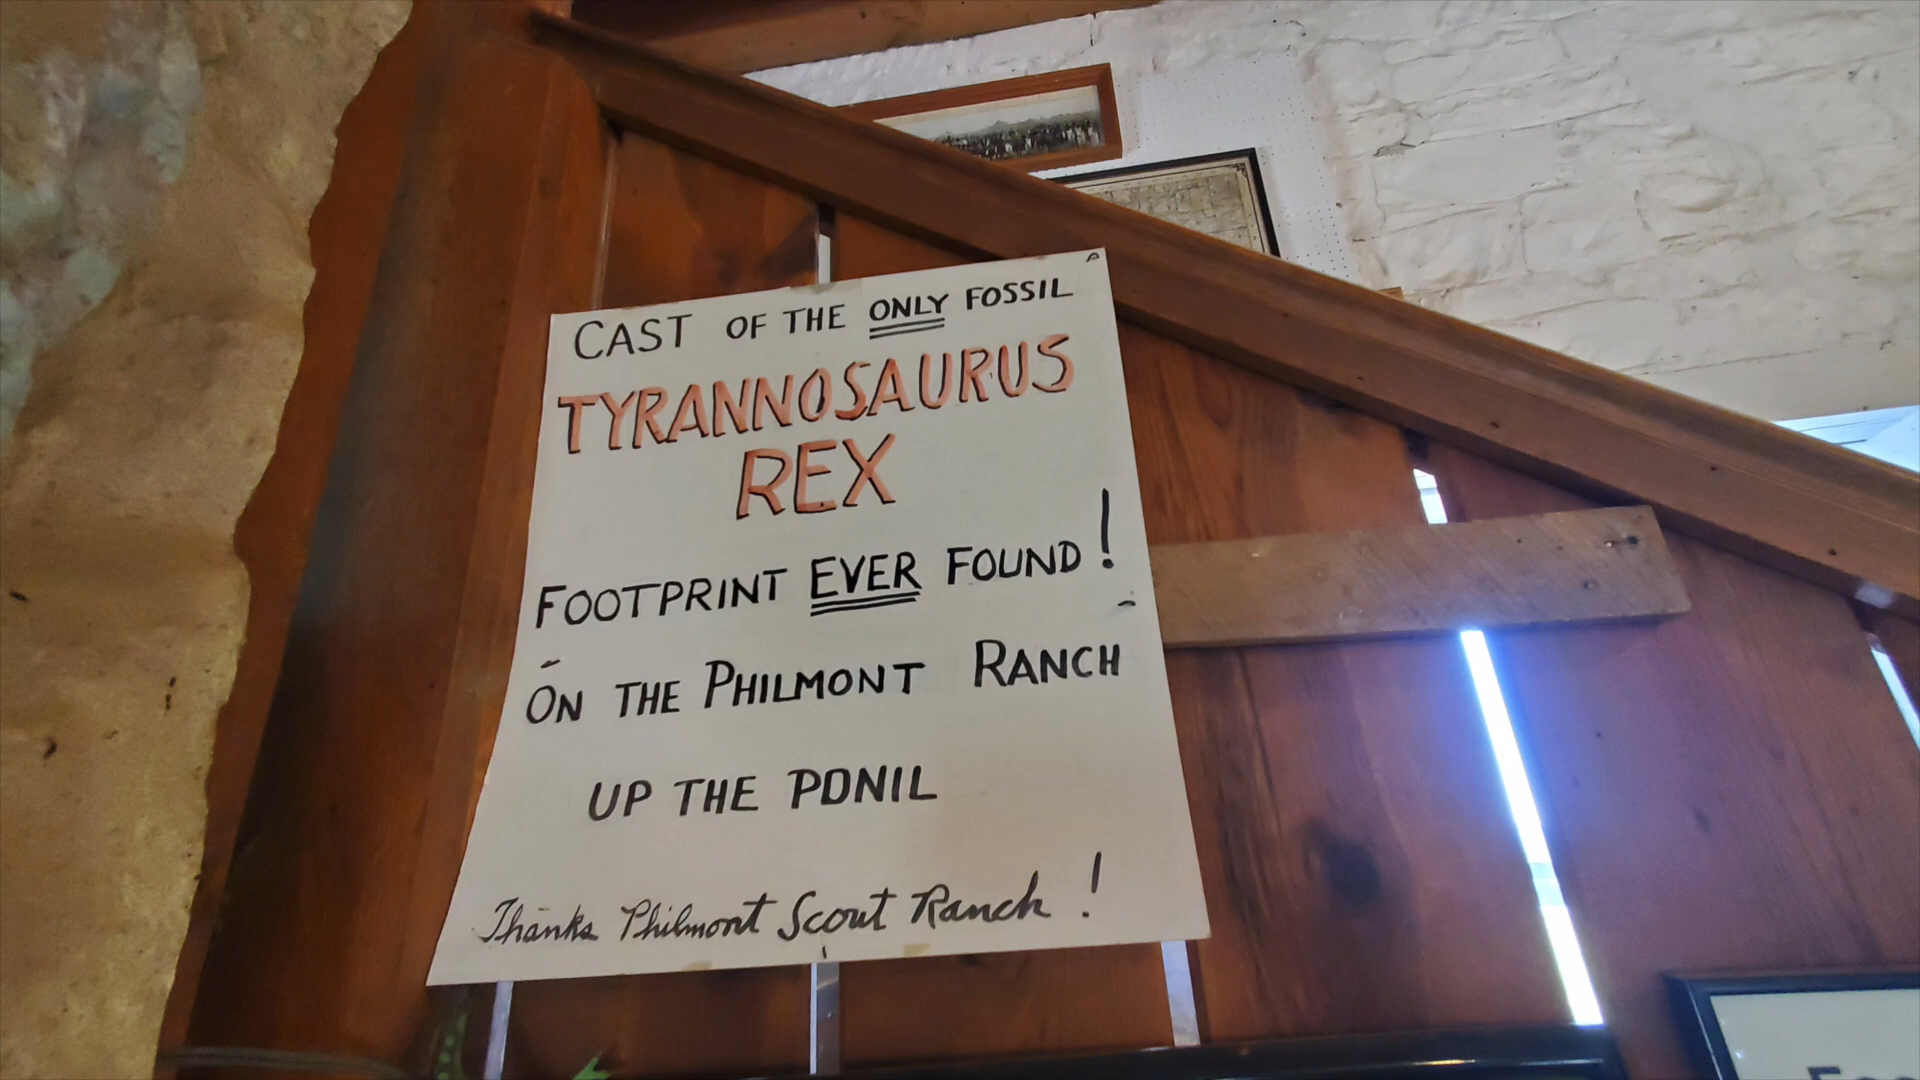 CAST OF THE ONLY FOSSIL
TYRANNOSAURUS
REX
FOOTPRINT EVER FOUND!
ON THE PHILMONT RANCH
UP THE PONIL
Thanks Philmont Scout Ranch!